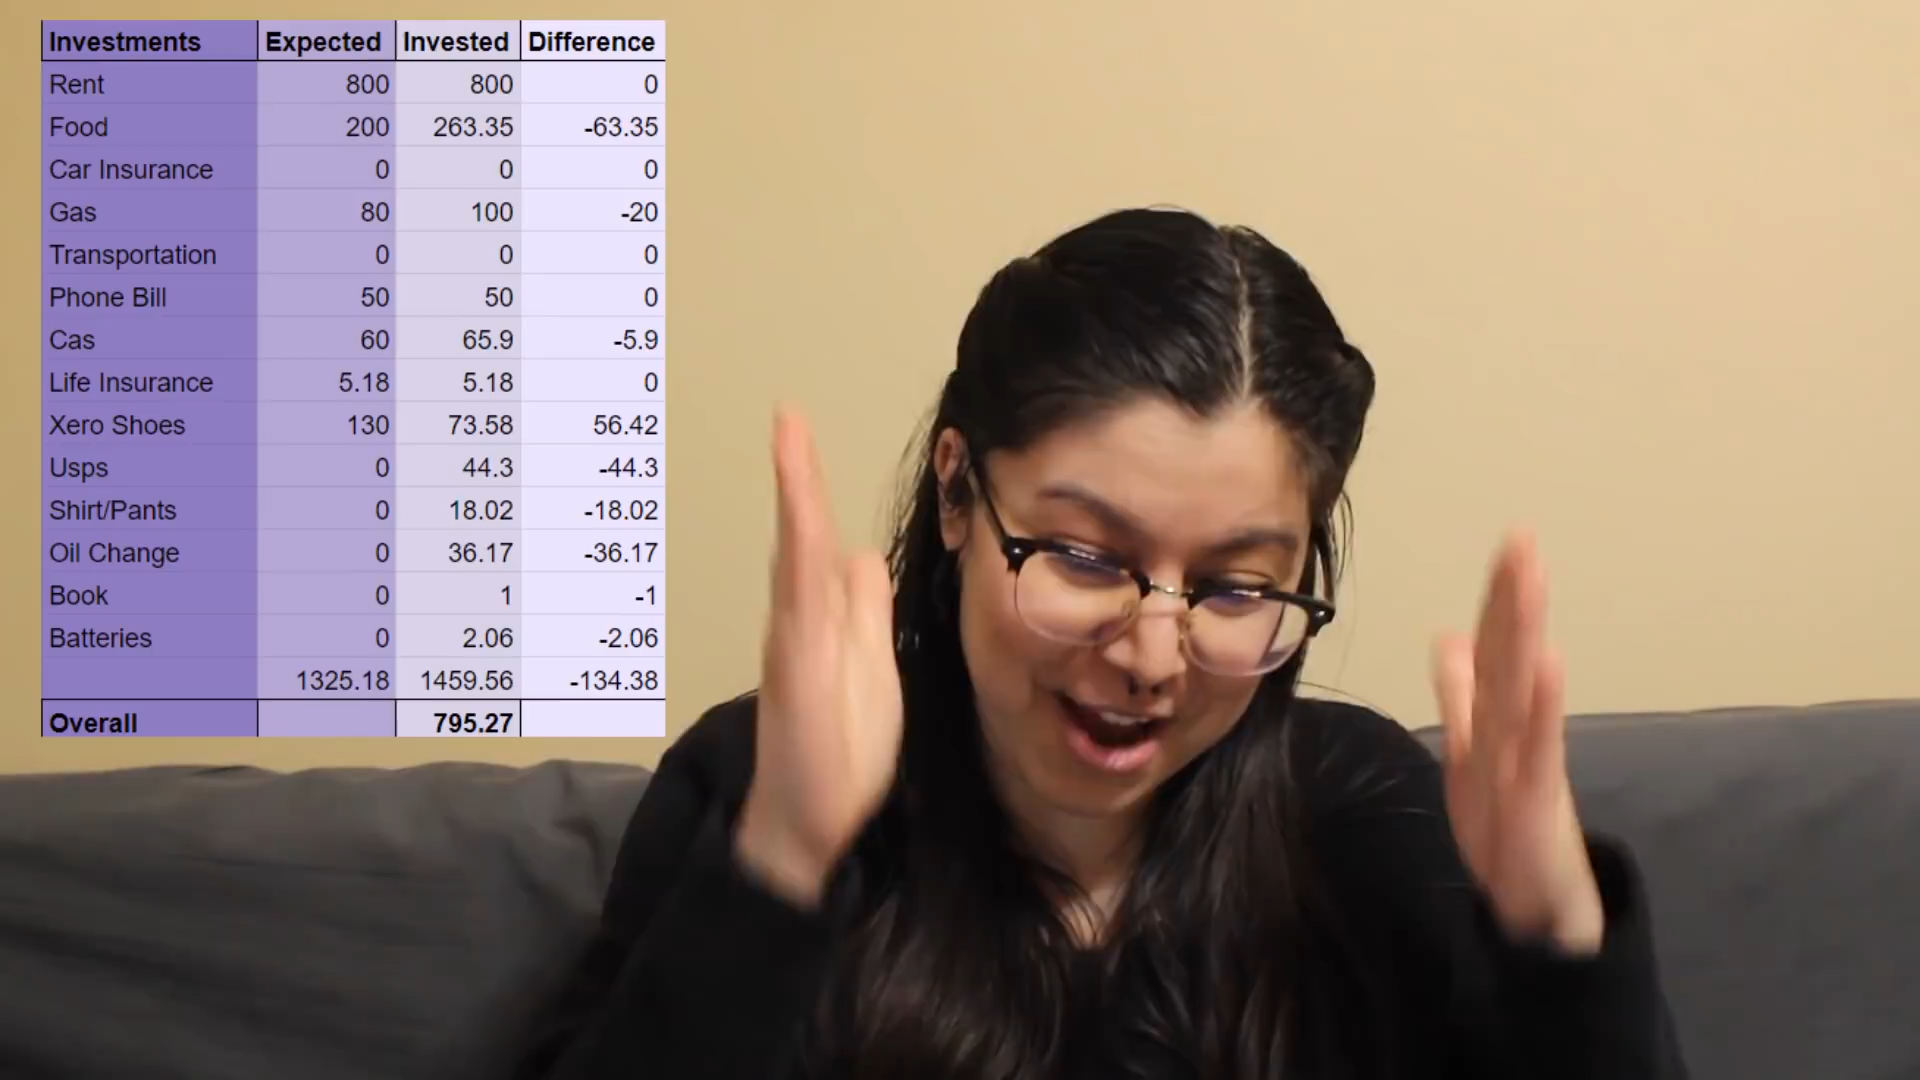 Investments Expected Invested Difference
Rent 800 800 0
Food 200 263.35 -63.35
Car Insurance 0 0 0
Gas 80 100 -20
Transportation 0 0 0
Phone Bill 50 50 0
Cas 60 65.9 -5.9
Life Insurance 5.18 5.18 0
Xero Shoes 130 73.58 56.42
Usps 0 44.3 -44.3
Shirt/Pants 0 18.02 -18.02
Oil Change 0 36.17 -36.17
Book 0 1 -1
Batteries 0 2.06 -2.06
1325.18 1459.56 -134.38
Overall 795.27